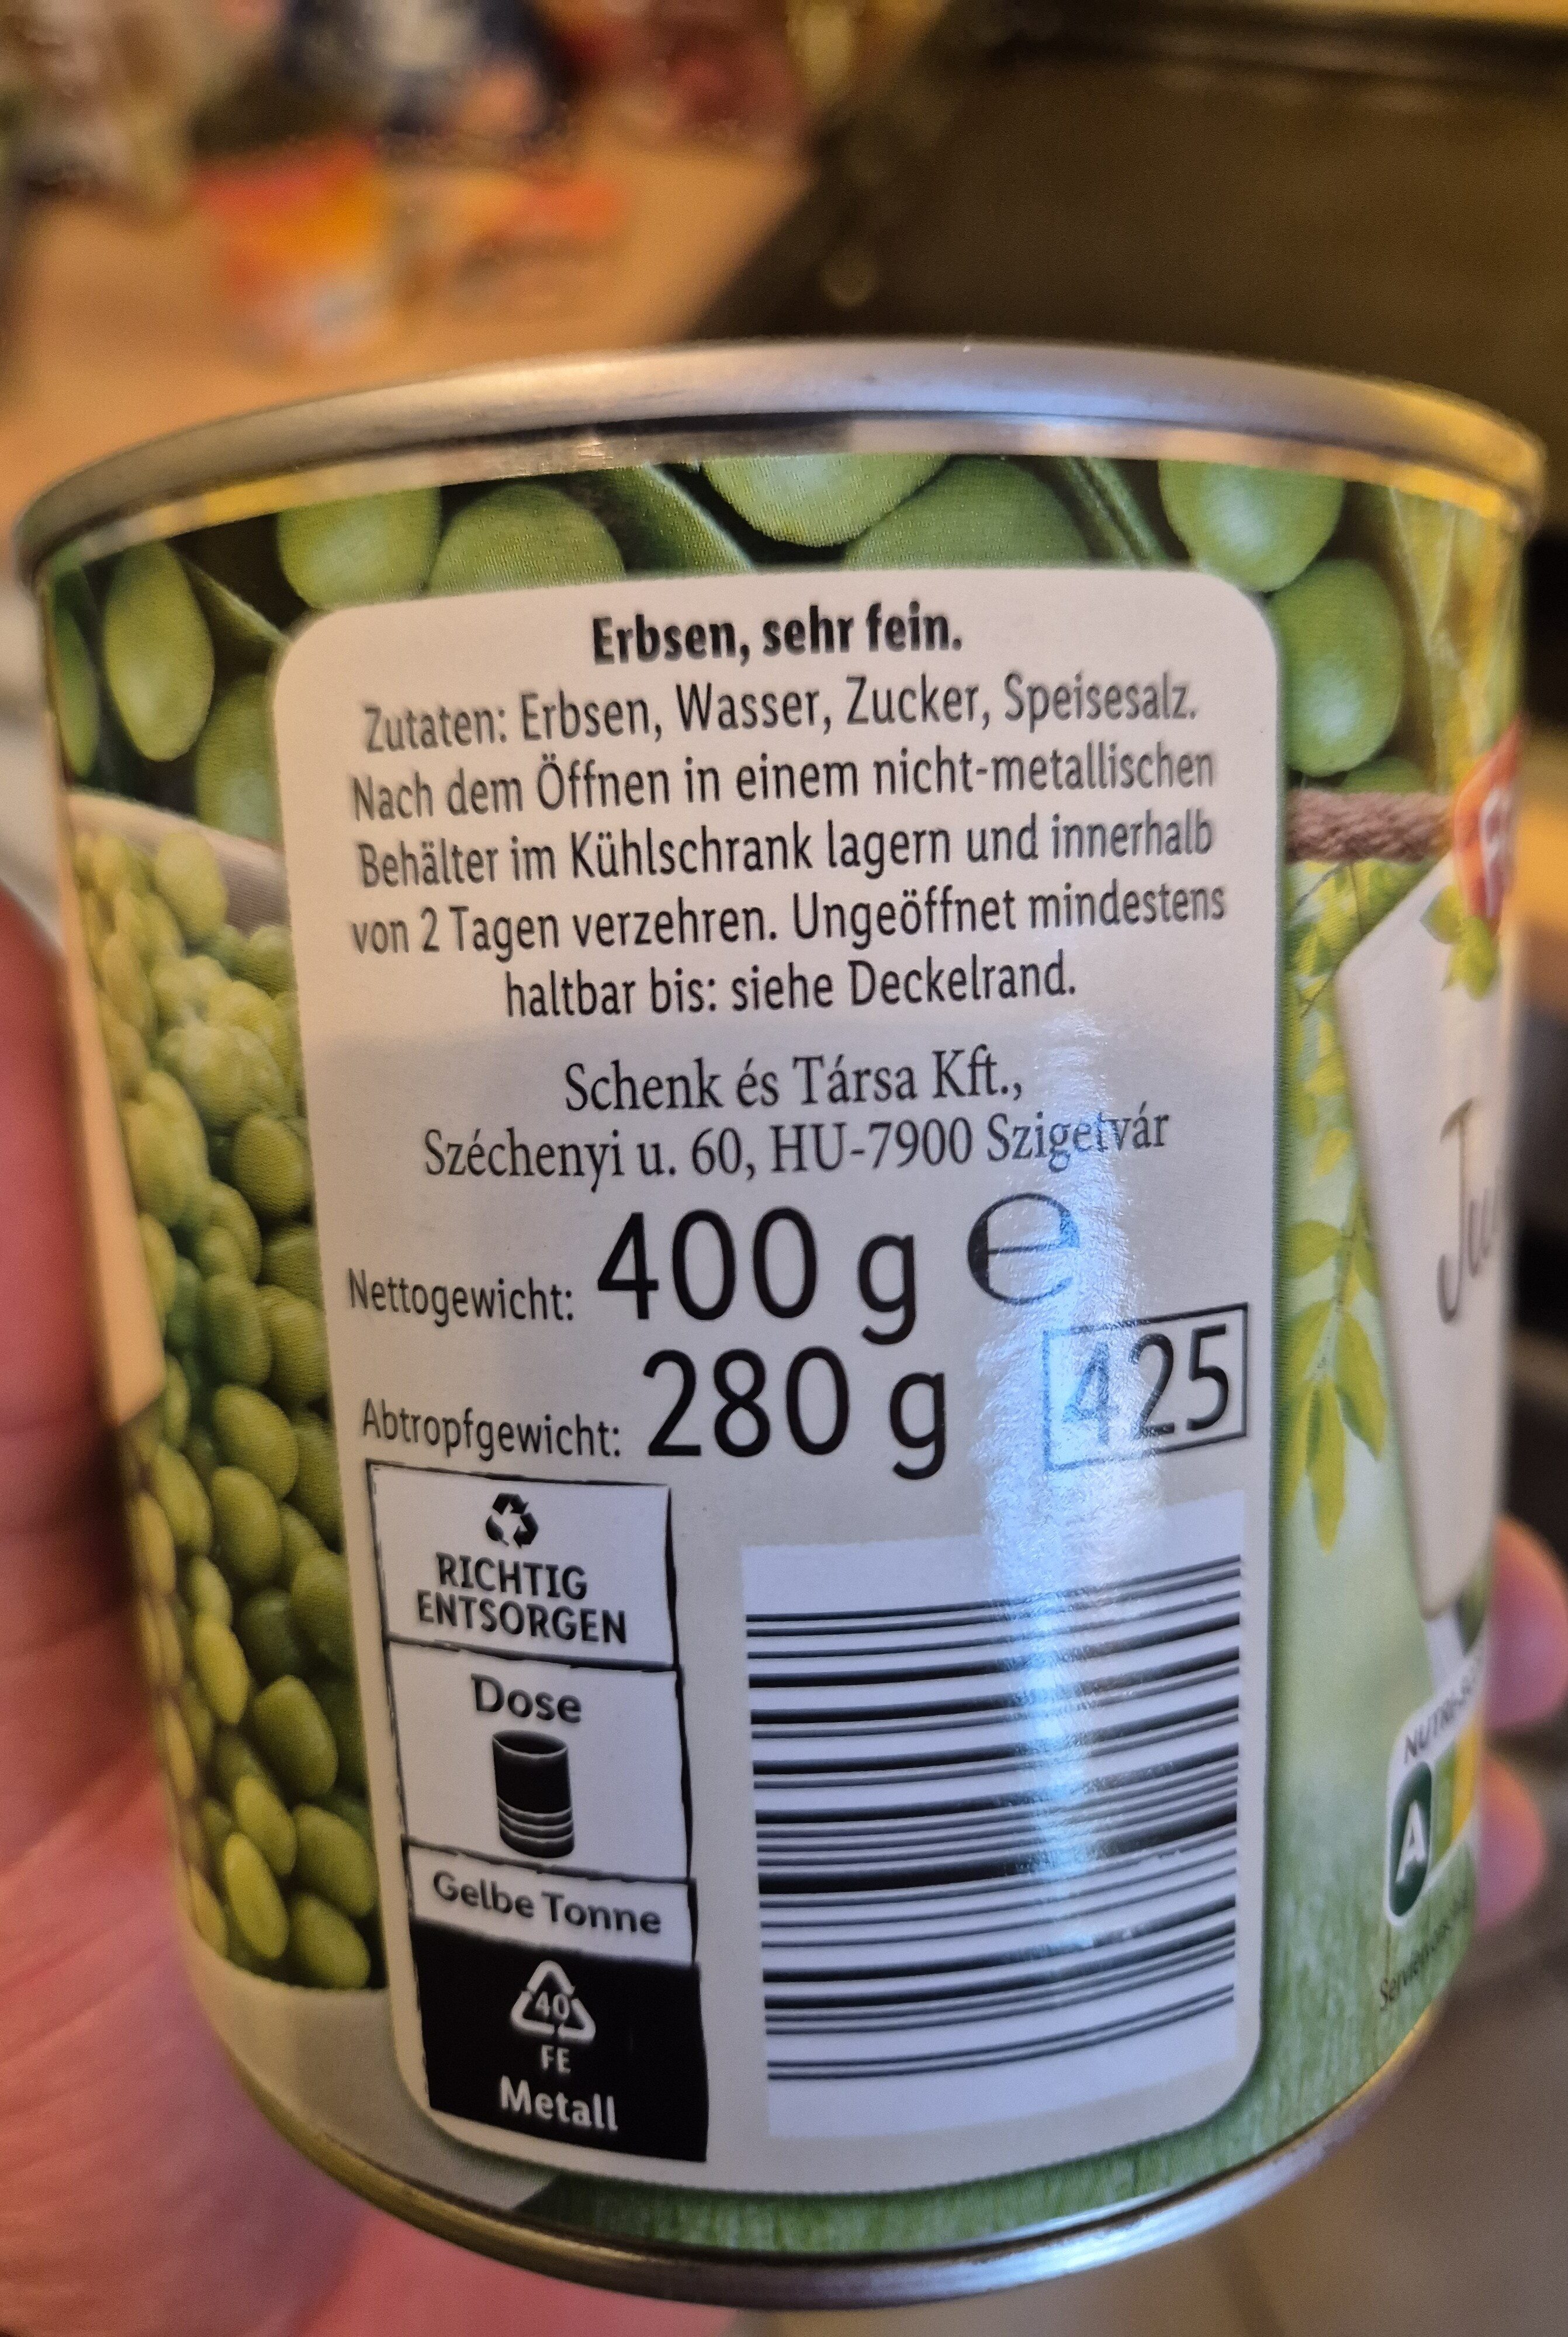 Erbsen, sehr fein.
Zutaten: Erbsen, Wasser, Zucker, Speisesalz.
Nach dem Öffnen in einem nicht-metallischen
Behälter im Kühlschrank lagern und innerhalb
von 2 Tagen verzehren. Ungeöffnet mindestens
haltbar bis: siehe Deckelrand.
Schenk és Társa Kft.,
Széchenyi u. 60, HU-7900 Szigetvár
Nettogewicht: 400 g ℮
Abtropfgewicht: 280 g 425
RICHTIG
ENTSORGEN
Dose
Gelbe Tonne
40
FE
Metall
A